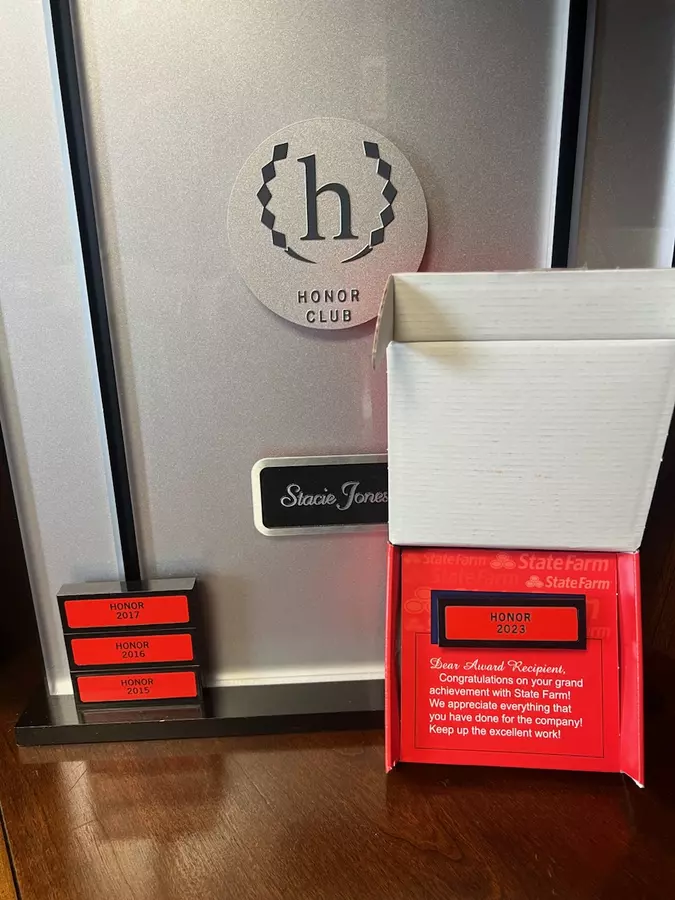 h
HONOR
CLUB
Stacie Jones
HONOR
2017
HONOR
2016
HONOR
2015
State Farm
State Farm
State Farm
HONOR
2023
Dear Award Recipient,
Congratulations on your grand
achievement with State Farm!
We appreciate everything that
you have done for the company!
Keep up the excellent work!